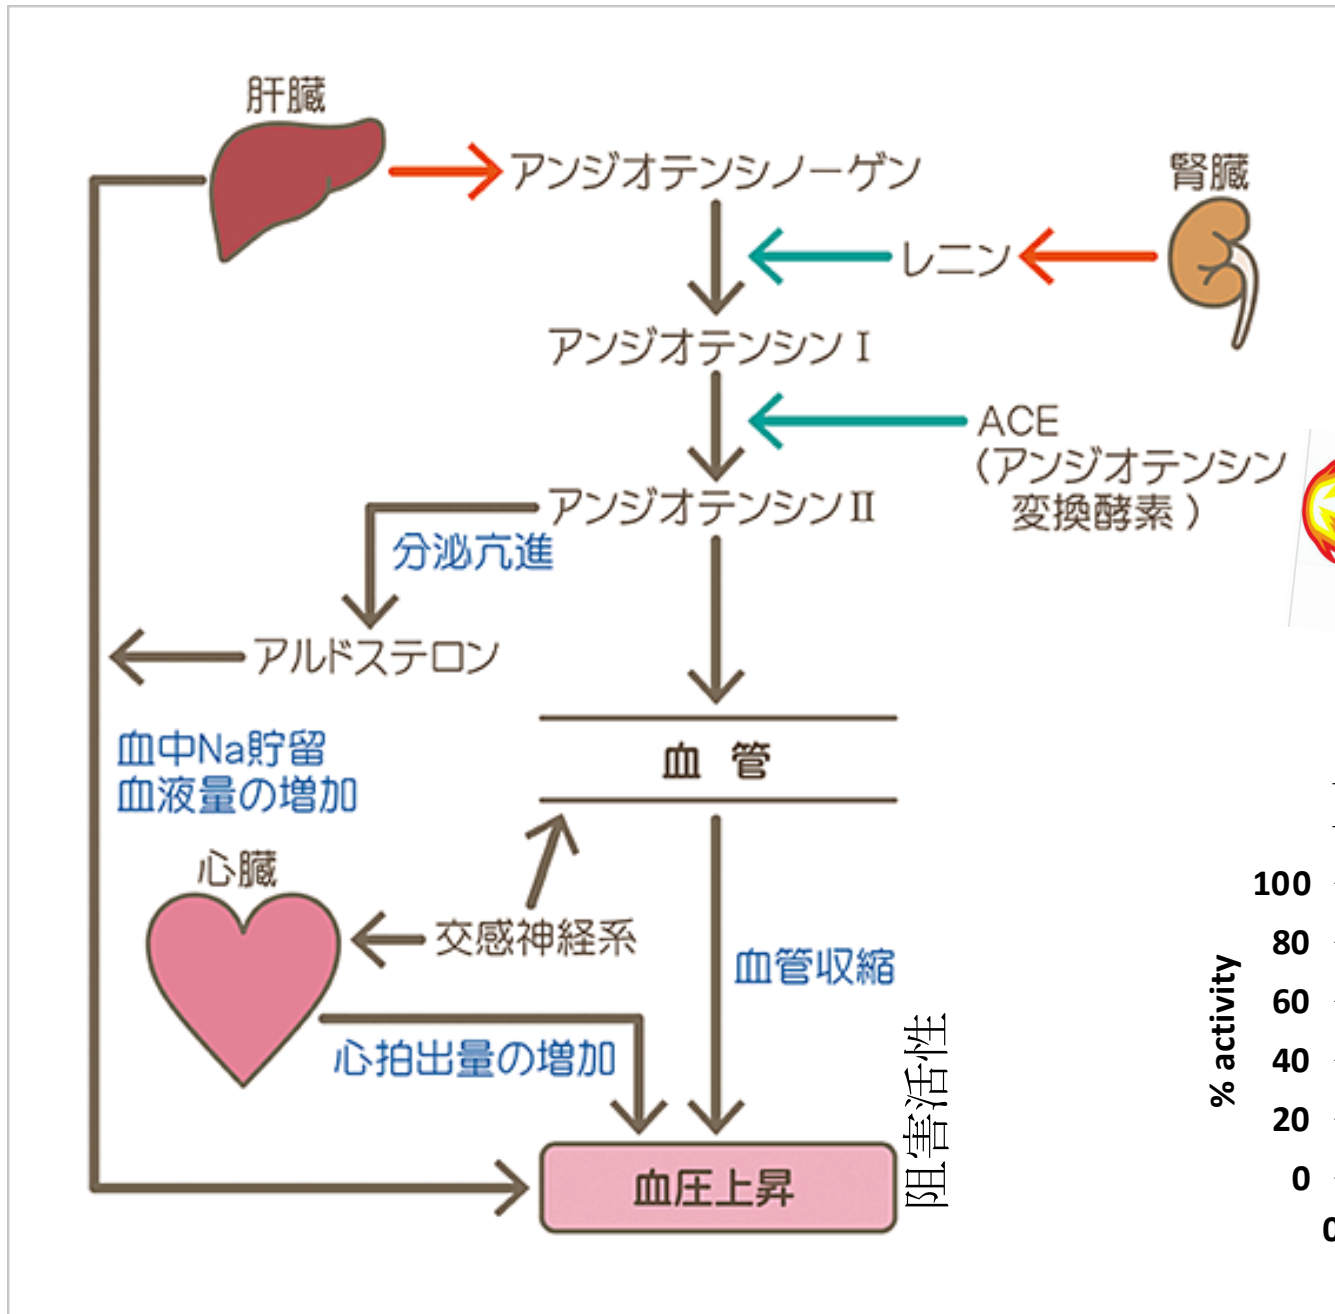 肝臓
アンジオテンシノーゲン
腎臓
レニン
アンジオテンシンⅠ
ACE
(アンジオテンシン
変換酵素)
アンジオテンシンⅡ
分泌亢進
アルドステロン
血中Na貯留
血液量の増加
血管
心臓
交感神経系
血管収縮
心拍出量の増加
血圧上昇
阻害活性
% activity
100
80
60
40
20
0
0